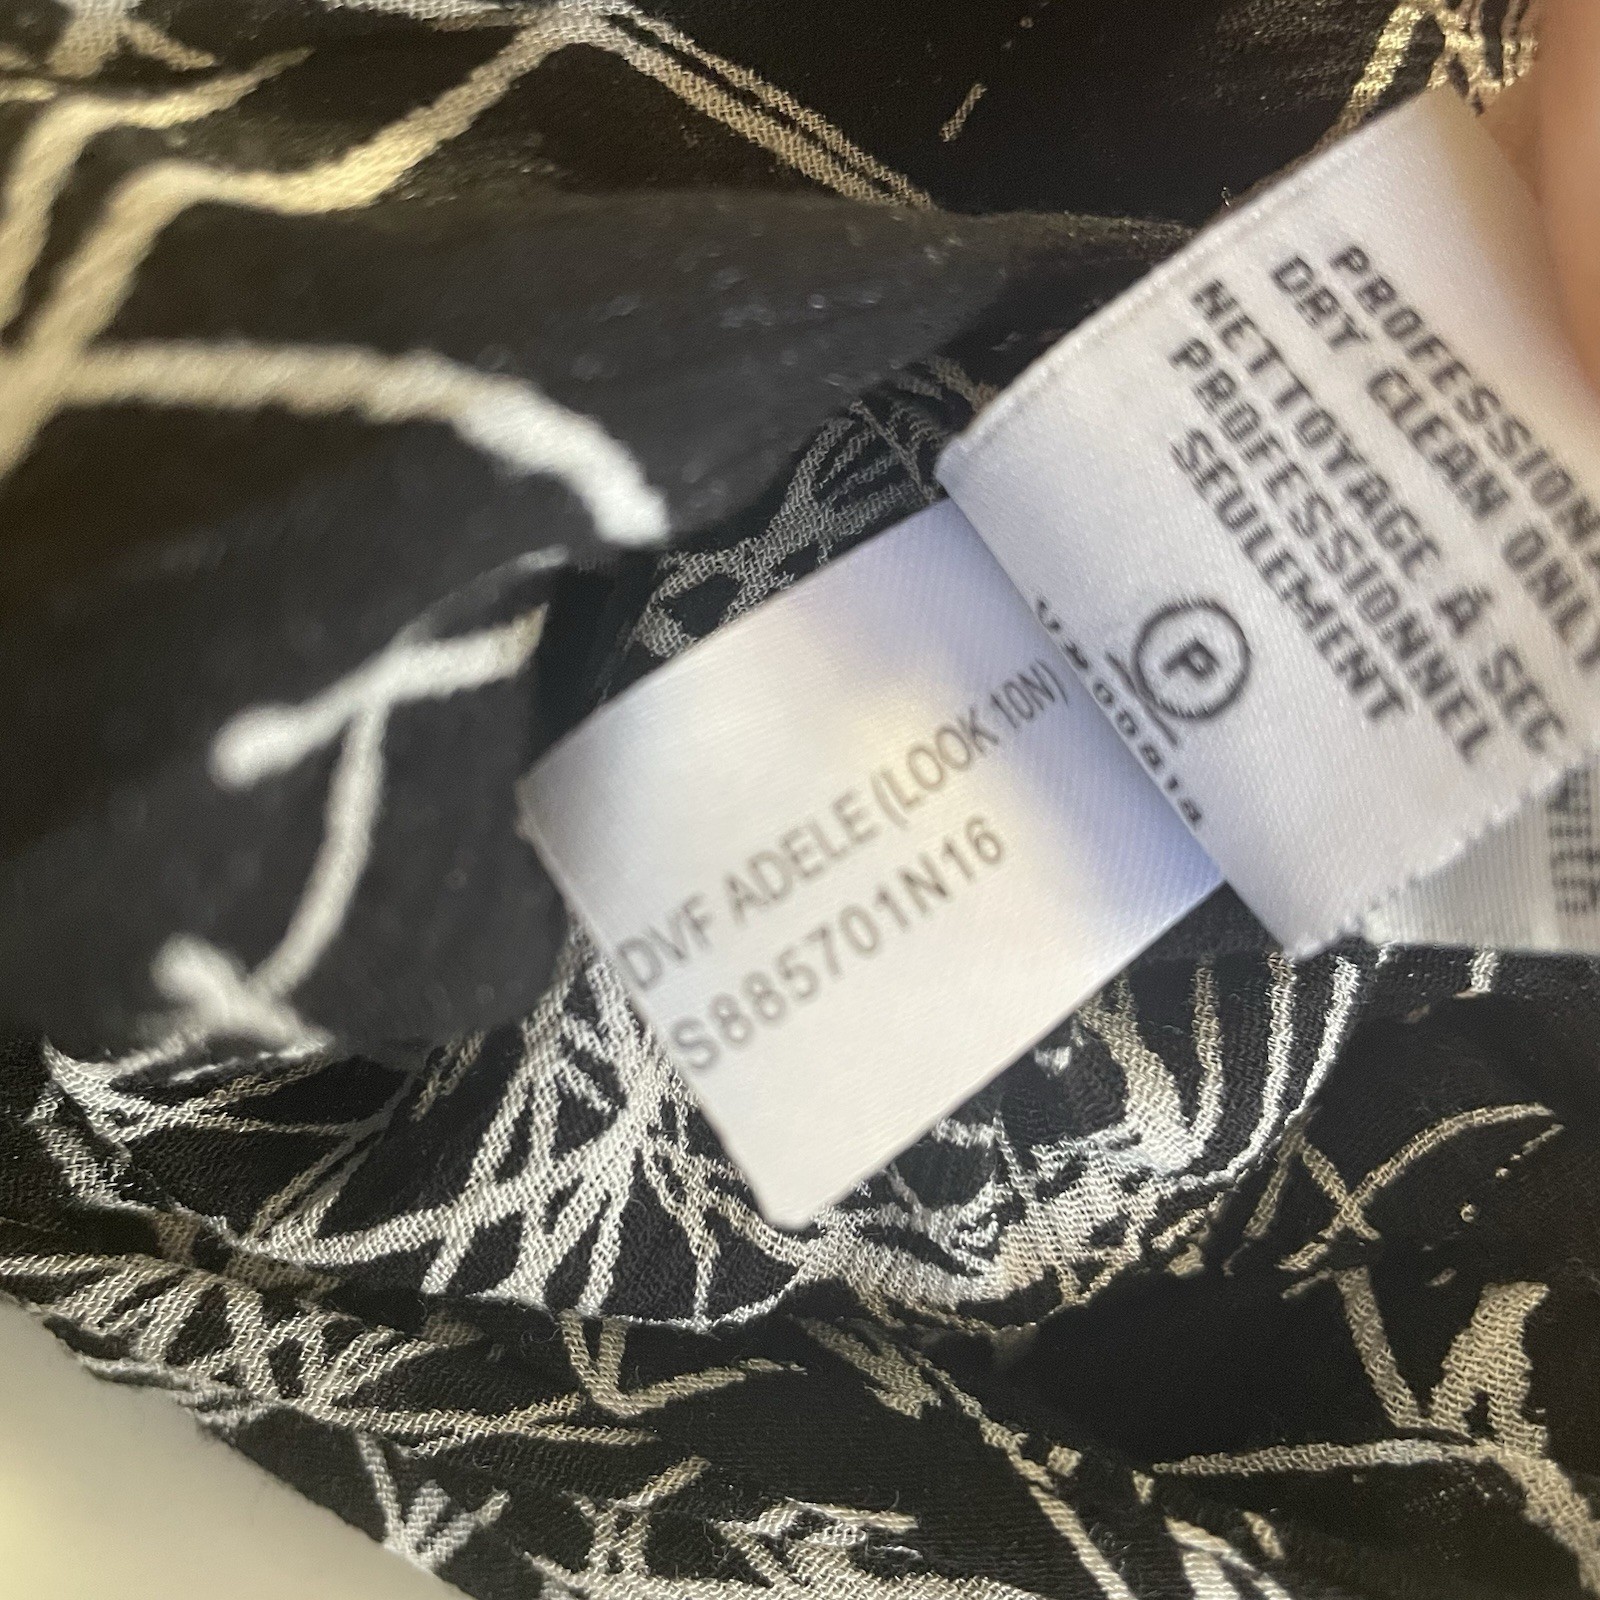 PROFESSIONAL
DRY CLEAN ONLY
NETTOYAGE À SEC
PROFESSIONNEL
SEULEMENT
P
DVF ADELE (LOOK 10N)
S885701N16